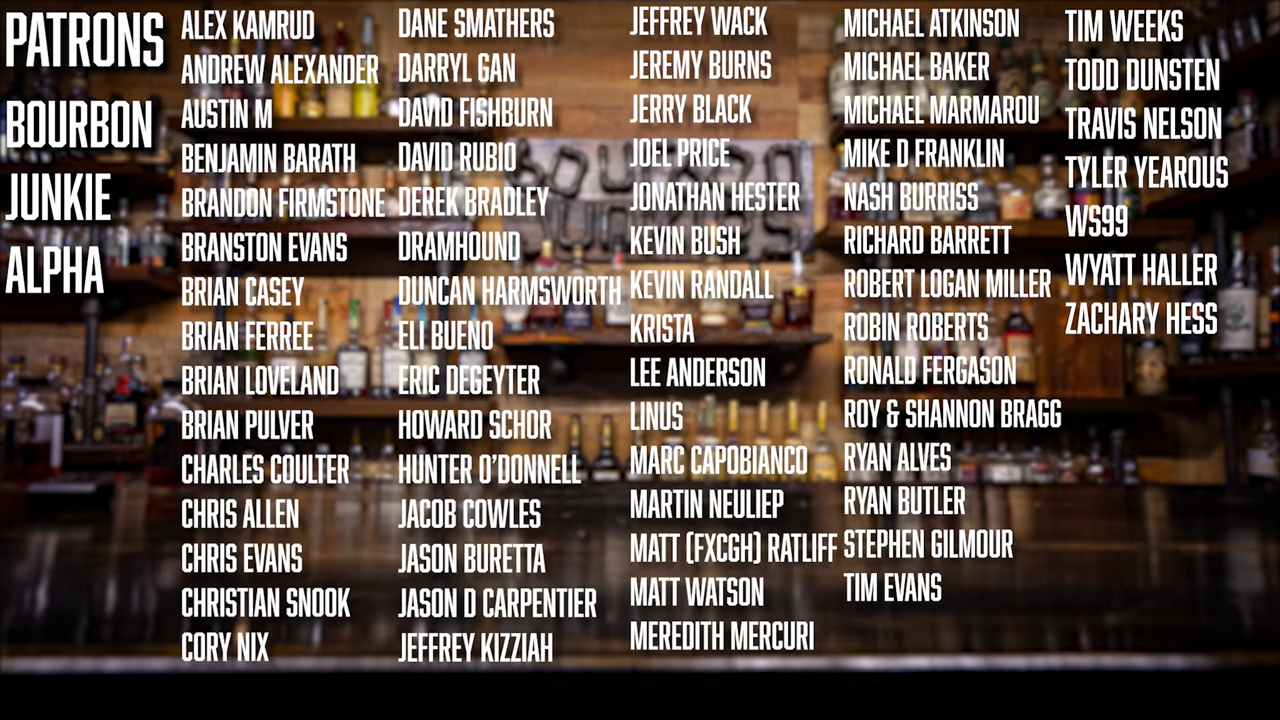 PATRONS
BOURBON
JUNKIE
ALPHA
ALEX KAMRUD
ANDREW ALEXANDER
AUSTIN M
BENJAMIN BARATH
BRANDON FIRMSTONE
BRANSTON EVANS
BRIAN CASEY
BRIAN FERREE
BRIAN LOVELAND
BRIAN PULVER
CHARLES COULTER
CHRIS ALLEN
CHRIS EVANS
CHRISTIAN SNOOK
CORY NIX
DANE SMATHERS
DARRYL GAN
DAVID FISHBURN
DAVID RUBIO
DEREK BRADLEY
DRAMHOUND
DUNCAN HARMSWORTH
ELI BUENO
ERIC DEGEYTER
HOWARD SCHOR
HUNTER O'DONNELL
JACOB COWLES
JASON BURETTA
JASON D CARPENTIER
JEFFREY KIZZIAH
JEFFREY WACK
JEREMY BURNS
JERRY BLACK
JOEL PRICE
JONATHAN HESTER
KEVIN BUSH
KEVIN RANDALL
KRISTA
LEE ANDERSON
LINUS
MARC CAPOBIANCO
MARTIN NEULIEP
MATT (FXCGH) RATLIFF
MATT WATSON
MEREDITH MERCURI
MICHAEL ATKINSON
MICHAEL BAKER
MICHAEL MARMAROU
MIKE D FRANKLIN
NASH BURRISS
RICHARD BARRETT
ROBERT LOGAN MILLER
ROBIN ROBERTS
RONALD FERGASON
ROY & SHANNON BRAGG
RYAN ALVES
RYAN BUTLER
STEPHEN GILMOUR
TIM EVANS
TIM WEEKS
TODD DUNSTEN
TRAVIS NELSON
TYLER YEAROUS
WS99
WYATT HALLER
ZACHARY HESS